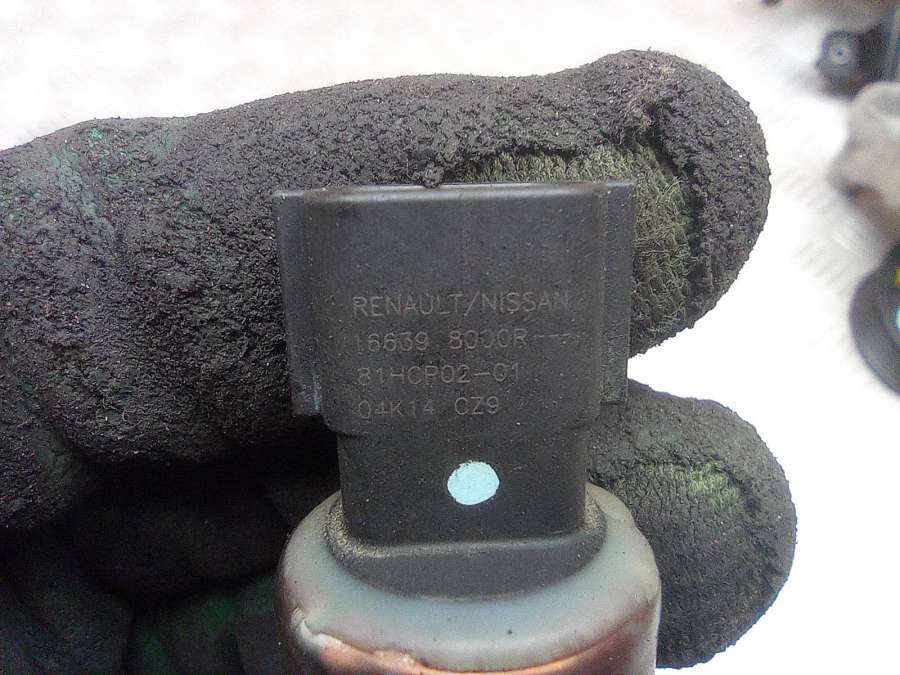 RENAULT/NISSAN
16639 8000R----
81HCP02-01
04K14 CZ9